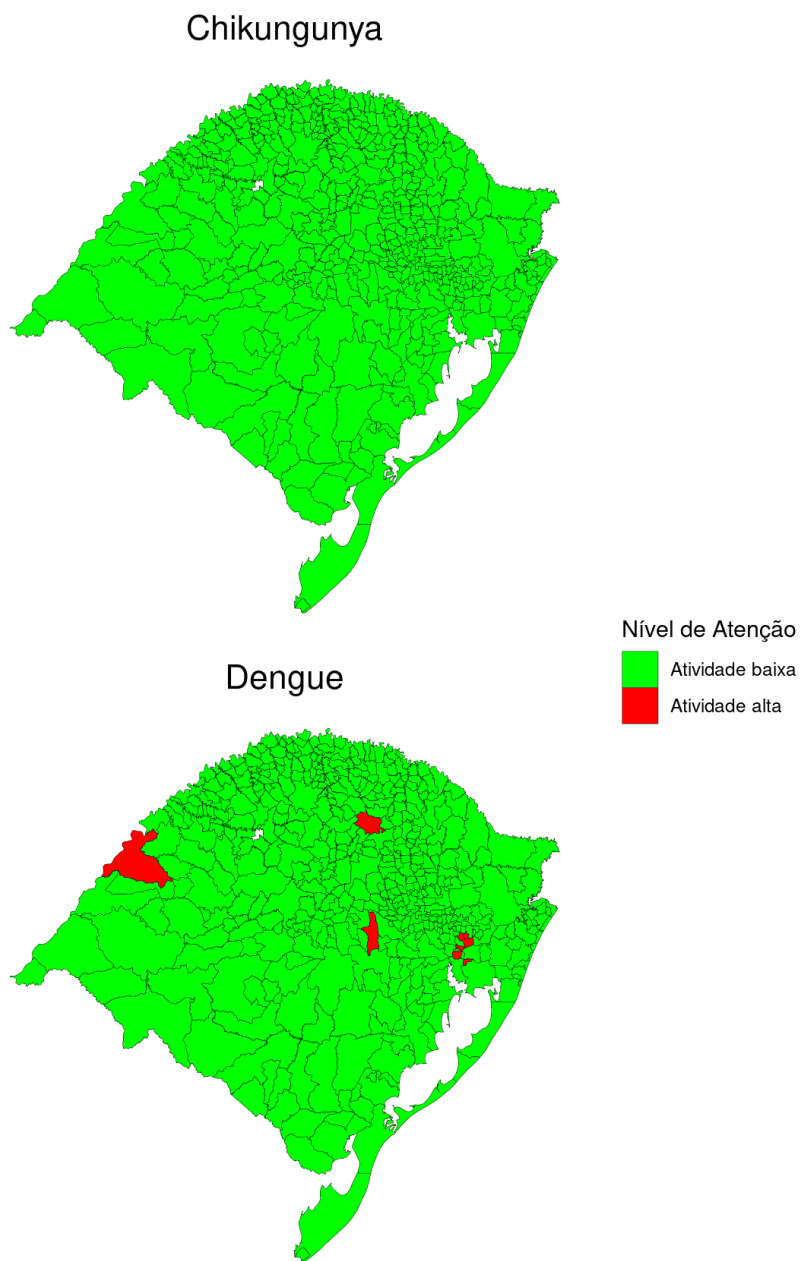 Chikungunya
Nível de Atenção
Atividade baixa
Atividade alta
Dengue